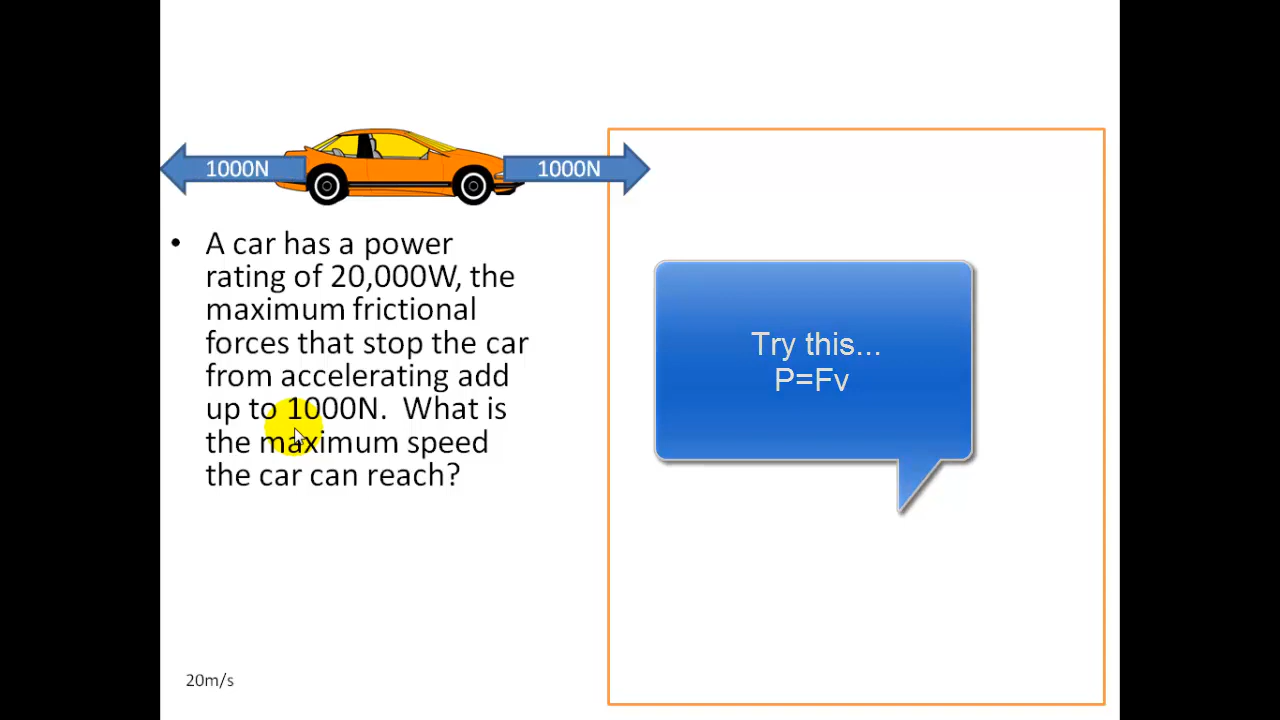 1000N
1000N
• A car has a power
rating of 20,000W, the
maximum frictional
forces that stop the car
from accelerating add
up to 1000N.  What is
the maximum speed
the car can reach?
Try this...
P=Fv
20m/s